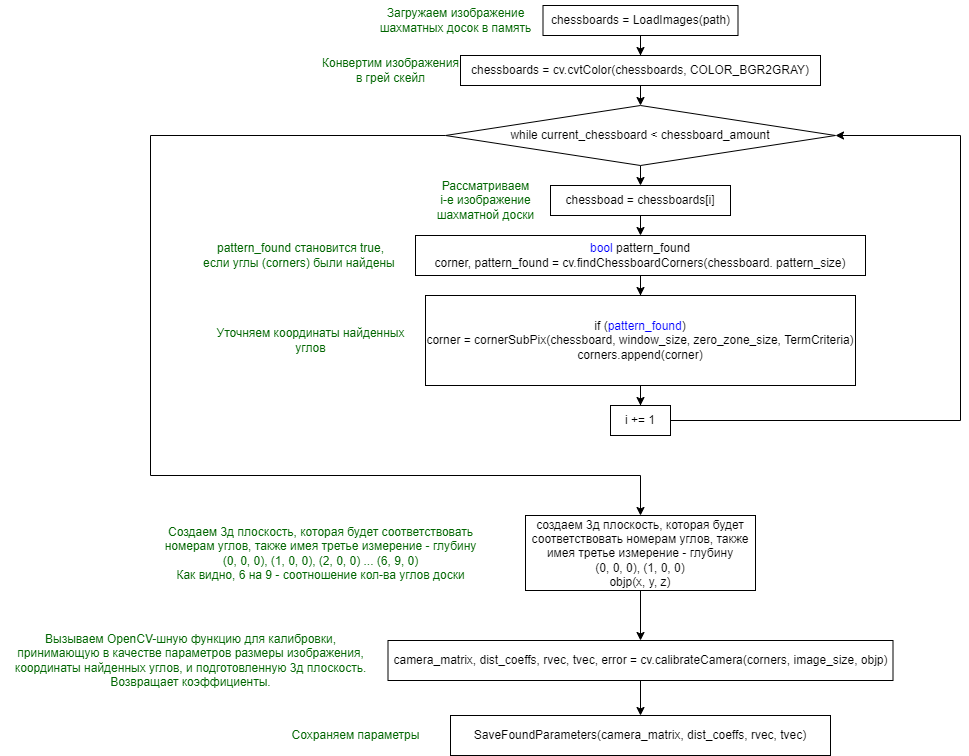 Загружаем изображение
шахматных досок в память
chessboards = LoadImages(path)
Конвертим изображения
в грей скейл
chessboards = cv.cvtColor(chessboards, COLOR_BGR2GRAY)
while current_chessboard < chessboard_amount
Рассматриваем
i-е изображение
шахматной доски
chessboad = chessboards[i]
pattern_found становится true,
если углы (corners) были найдены
bool pattern_found
corner, pattern_found = cv.findChessboardCorners(chessboard. pattern_size)
Уточняем координаты найденных
углов
if (pattern_found)
corner = cornerSubPix(chessboard, window_size, zero_zone_size, TermCriteria)
corners.append(corner)
i += 1
Создаем 3д плоскость, которая будет соответствовать
номерам углов, также имея третье измерение - глубину
(0, 0, 0), (1, 0, 0), (2, 0, 0) ... (6, 9, 0)
Как видно, 6 на 9 - соотношение кол-ва углов доски
создаем 3д плоскость, которая будет
соответствовать номерам углов, также
имея третье измерение - глубину
(0, 0, 0), (1, 0, 0)
objp(x, y, z)
Вызываем OpenCV-шную функцию для калибровки,
принимающую в качестве параметров размеры изображения,
координаты найденных углов, и подготовленную 3д плоскость.
Возвращает коэффициенты.
camera_matrix, dist_coeffs, rvec, tvec, error = cv.calibrateCamera(corners, image_size, objp)
Сохраняем параметры
SaveFoundParameters(camera_matrix, dist_coeffs, rvec, tvec)